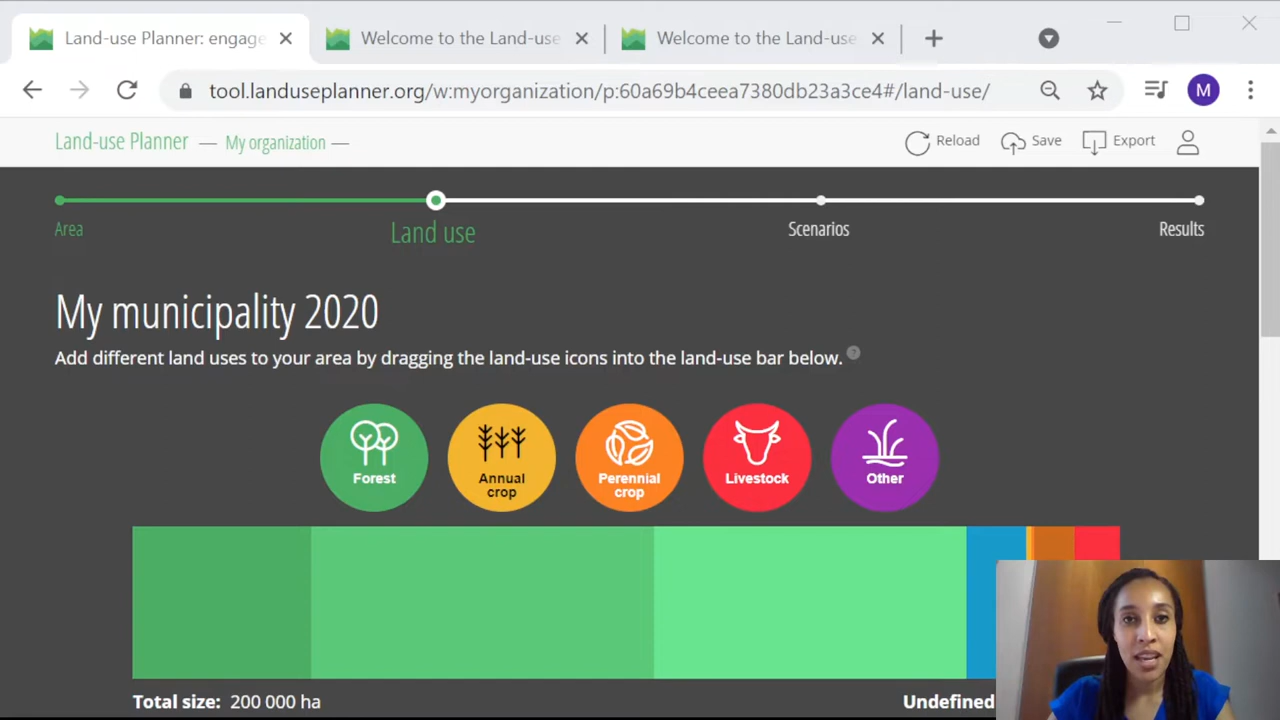 Land-use Planner: engage
Welcome to the Land-use
Welcome to the Land-use
tool.landuseplanner.org/w:myorganization/p:60a69b4ceea7380db23a3ce4#/land-use/
M
Land-use Planner — My organization —
Reload
Save
Export
Area
Land use
Scenarios
Results
My municipality 2020
Add different land uses to your area by dragging the land-use icons into the land-use bar below. ?
Forest
Annual
crop
Perennial
crop
Livestock
Other
Total size: 200 000 ha
Undefined